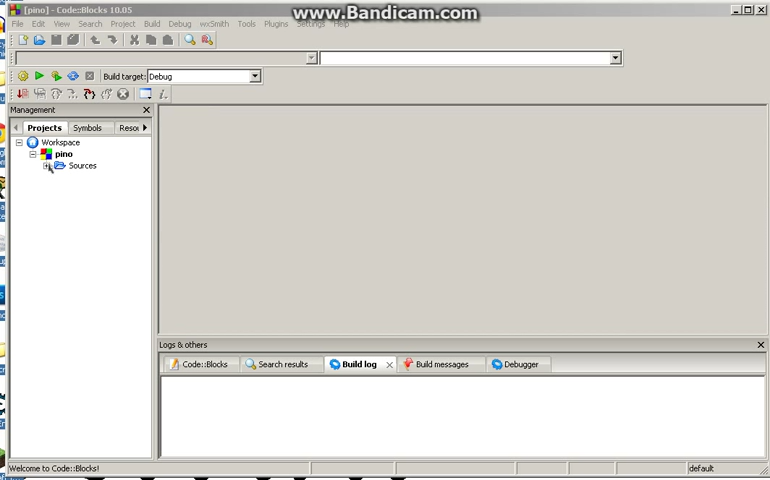 [pino] - Code::Blocks 10.05
www.Bandicam.com
File Edit View Search Project Build Debug wxSmith Tools Plugins Settings Help
Build target: Debug
Management
Projects Symbols Resou
Workspace
pino
Sources
Logs & others
Code::Blocks Search results Build log Build messages Debugger
Welcome to Code::Blocks! default